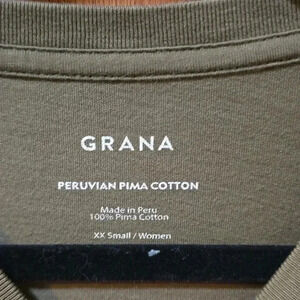 GRANA
PERUVIAN PIMA COTTON
Made in Peru
100% Pima Cotton
XX Small / Women